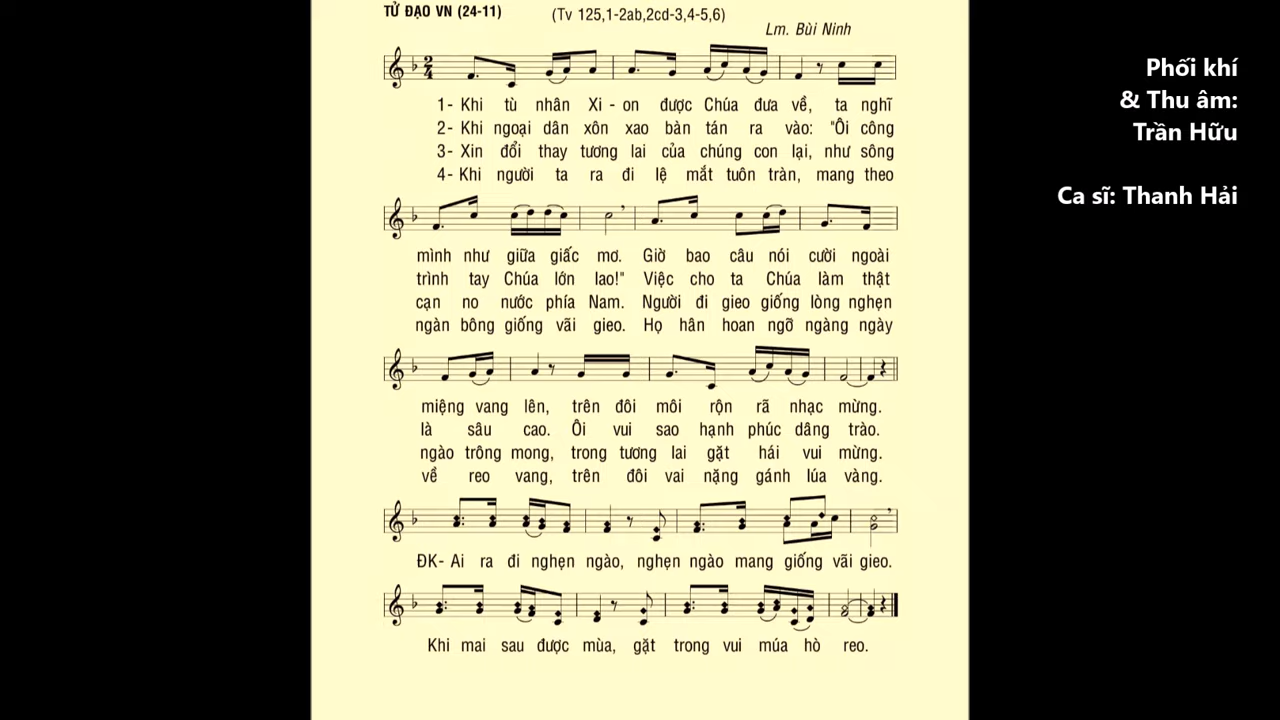 TỬ ĐẠO VN (24-11)
(Tv 125,1-2ab,2cd-3,4-5,6)
Lm. Bùi Ninh
1- Khi tù nhân Xi - on được Chúa đưa về, ta nghĩ
2- Khi ngoại dân xôn xao bàn tán ra vào: "Ôi công
3- Xin đổi thay tương lai của chúng con lại, như sông
4- Khi người ta ra đi lệ mắt tuôn tràn, mang theo
mình như giữa giấc mơ. Giờ bao câu nói cười ngoài
trình tay Chúa lớn lao!" Việc cho ta Chúa làm thật
cạn no nước phía Nam. Người đi gieo giống lòng nghẹn
ngàn bông giống vãi gieo. Họ hân hoan ngỡ ngàng ngày
miệng vang lên, trên đôi môi rộn rã nhạc mừng.
là sâu cao. Ôi vui sao hạnh phúc dâng trào.
ngào trông mong, trong tương lai gặt hái vui mừng.
về reo vang, trên đôi vai nặng gánh lúa vàng.
ĐK- Ai ra đi nghẹn ngào, nghẹn ngào mang giống vãi gieo.
Khi mai sau được mùa, gặt trong vui múa hò reo.
Phối khí
& Thu âm:
Trần Hữu
Ca sĩ: Thanh Hải